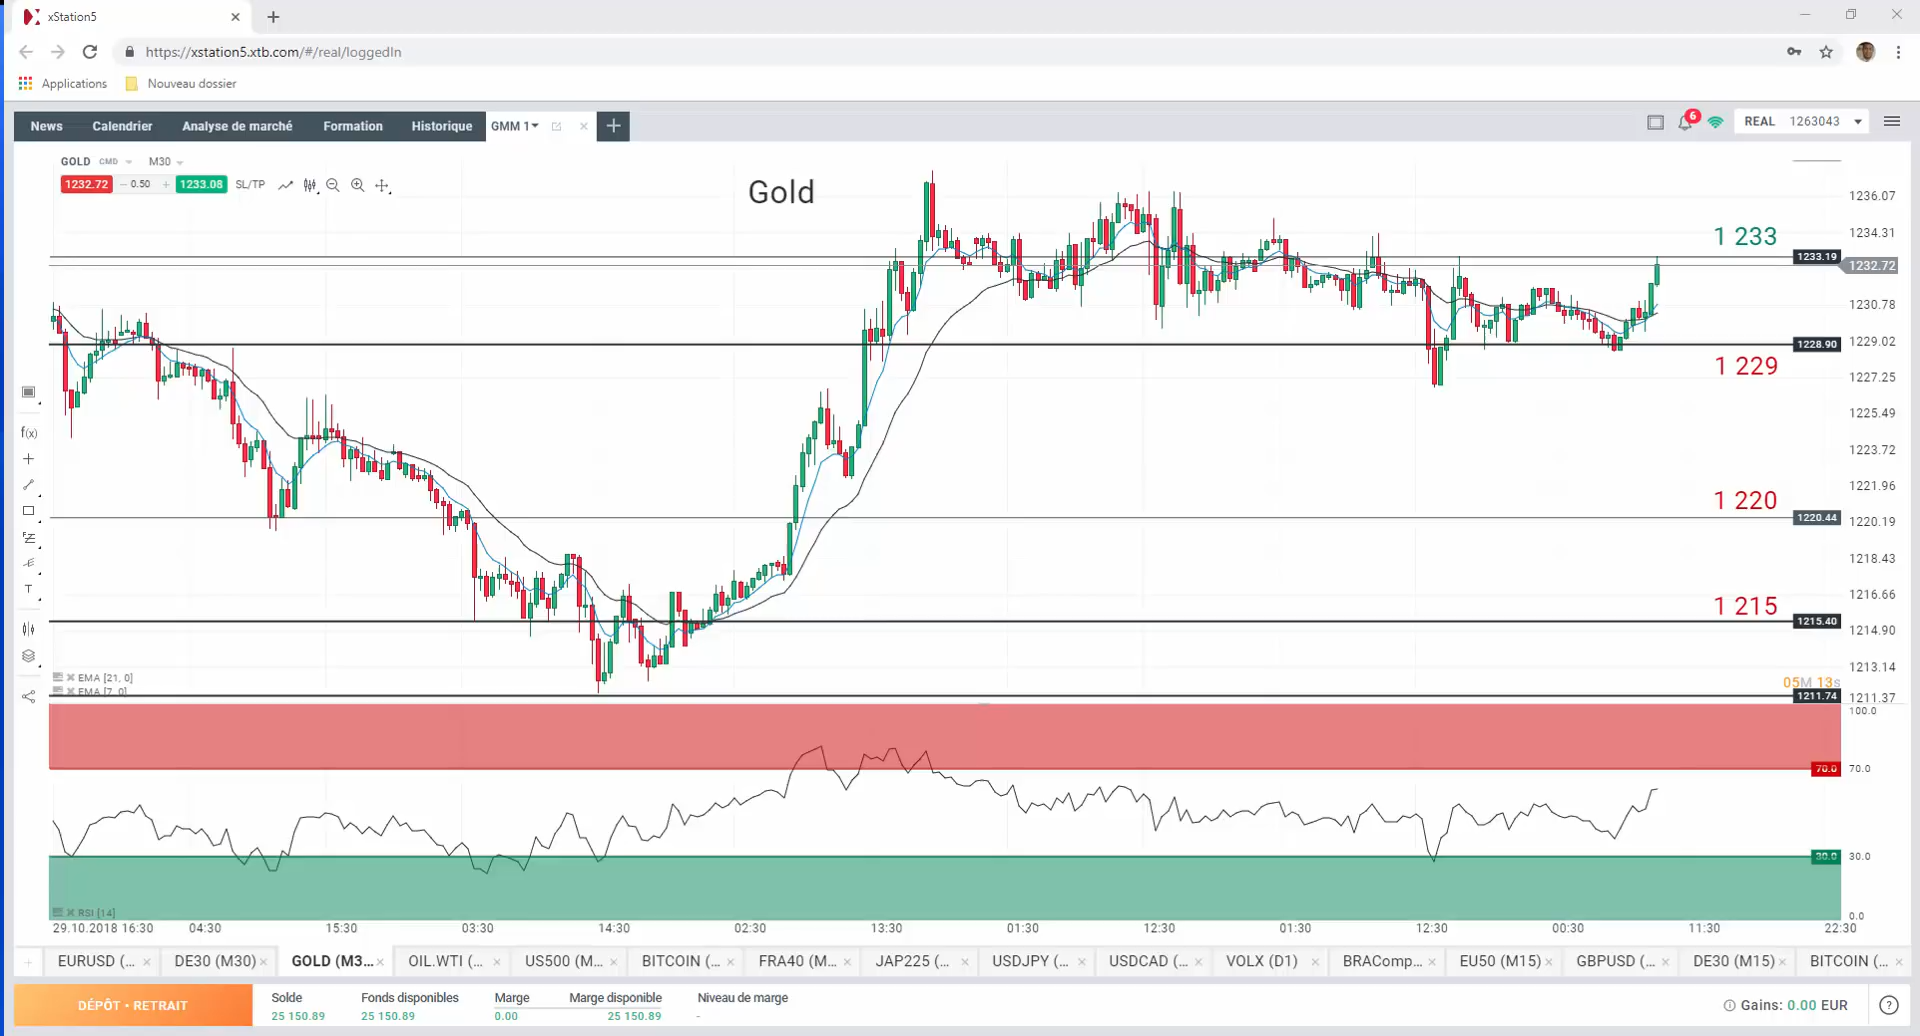 xStation5
https://xstation5.xtb.com/#/real/loggedIn
Applications Nouveau dossier
News Calendrier Analyse de marché Formation Historique GMM 1 6 REAL 1263043
GOLD CMD M30
1232.72 0.50 1233.08 SL/TP
Gold
1236.07
1 233
1234.31
1233.19
1232.72
1230.78
1228.90
1229.02
1 229
1227.25
1225.49
1223.72
1221.96
1 220
1220.44
1220.19
1218.43
1216.66
1 215
1215.40
1214.90
1213.14
EMA [21, 0]
05M 13s
EMA [7, 0]
1211.74
1211.37
100.0
70.0 70.0
30.0 30.0
RSI [14]
0.0
29.10.2018 16:30 04:30 15:30 03:30 14:30 02:30 13:30 01:30 12:30 01:30 12:30 00:30 11:30 22:30
EURUSD (... DE30 (M30) GOLD (M3... OIL.WTI (... US500 (M... BITCOIN (... FRA40 (M... JAP225 (... USDJPY (... USDCAD (... VOLX (D1) BRAComp... EU50 (M15) GBPUSD (... DE30 (M15) BITCOIN (...
DÉPÔT • RETRAIT
Solde Fonds disponibles Marge Marge disponible Niveau de marge
25 150.89 25 150.89 0.00 25 150.89 -
Gains: 0.00 EUR
f(x)
T